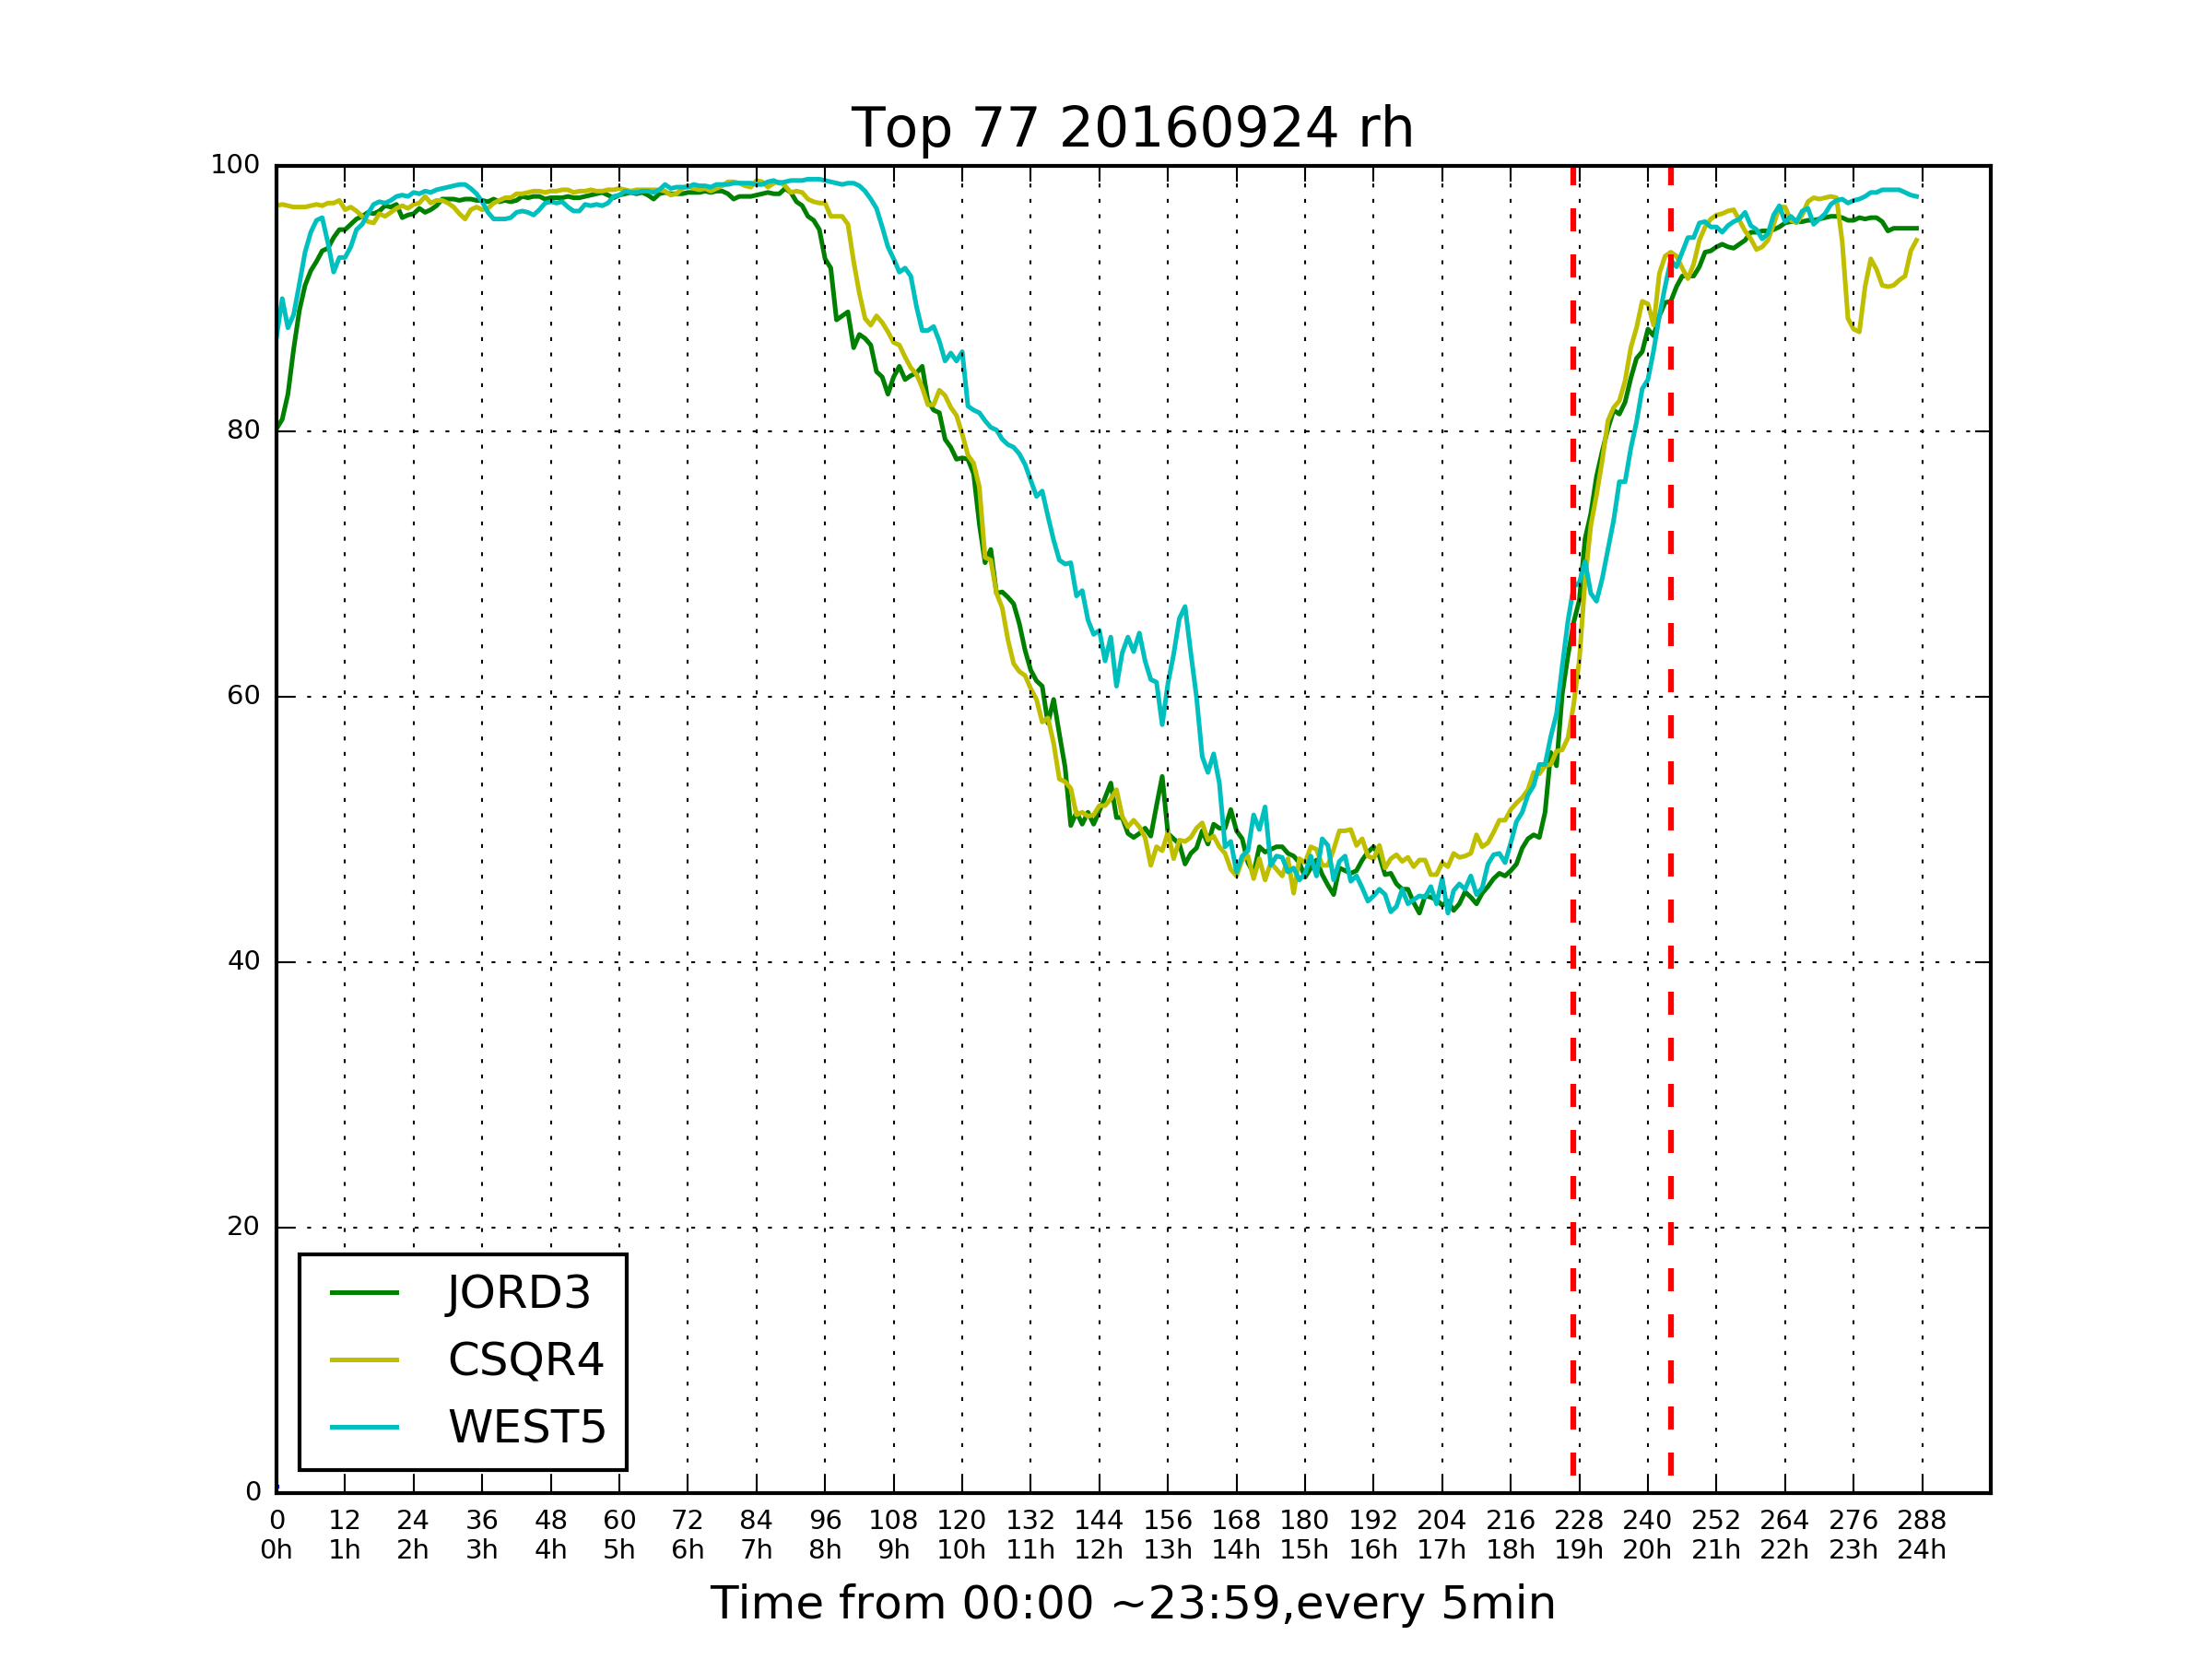 Top 77 20160924 rh
100
80
60
40
20
0
JORD3
CSQR4
WEST5
0 12 24 36 48 60 72 84 96 108 120 132 144 156 168 180 192 204 216 228 240 252 264 276 288
0h 1h 2h 3h 4h 5h 6h 7h 8h 9h 10h 11h 12h 13h 14h 15h 16h 17h 18h 19h 20h 21h 22h 23h 24h
Time from 00:00 ~23:59,every 5min